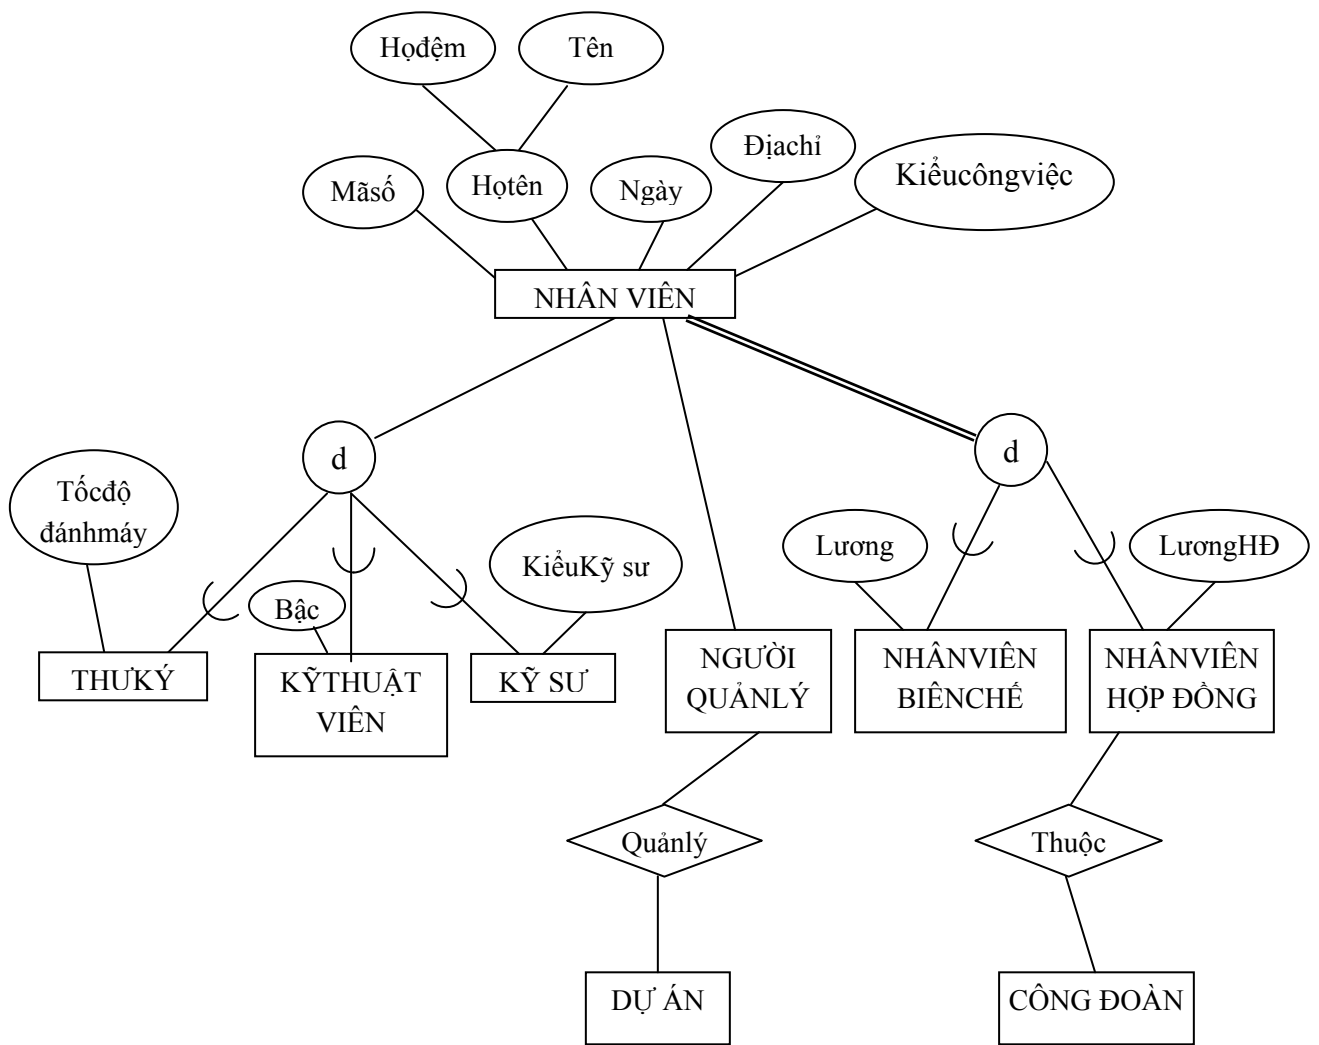 Họđệm
Tên
Địachỉ
Kiểucôngviệc
Mãsố
Họtên
Ngày
NHÂN VIÊN
d
d
Tốcđộ
đánhmáy
Lương
LươngHĐ
KiểuKỹ sư
Bậc
THƯKÝ
KỸTHUẬT
VIÊN
KỸ SƯ
NGƯỜI
QUẢNLÝ
NHÂNVIÊN
BIÊNCHẾ
NHÂNVIÊN
HỢP ĐỒNG
Quảnlý
Thuộc
DỰ ÁN
CÔNG ĐOÀN